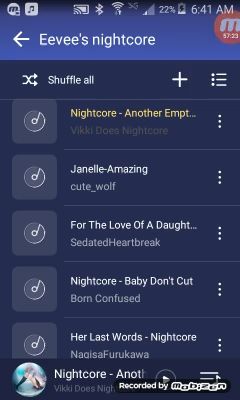 22% 6:41 AM
Eevee's nightcore
57:23
Shuffle all
Nightcore - Another Empt...
Vikki Does Nightcore
Janelle-Amazing
cute_wolf
For The Love Of A Daught...
SedatedHeartbreak
Nightcore - Baby Don't Cut
Born Confused
Her Last Words - Nightcore
NagisaFurukawa
Nightcore - Anot
Vikki Does Nigh
Recorded by Mobizen